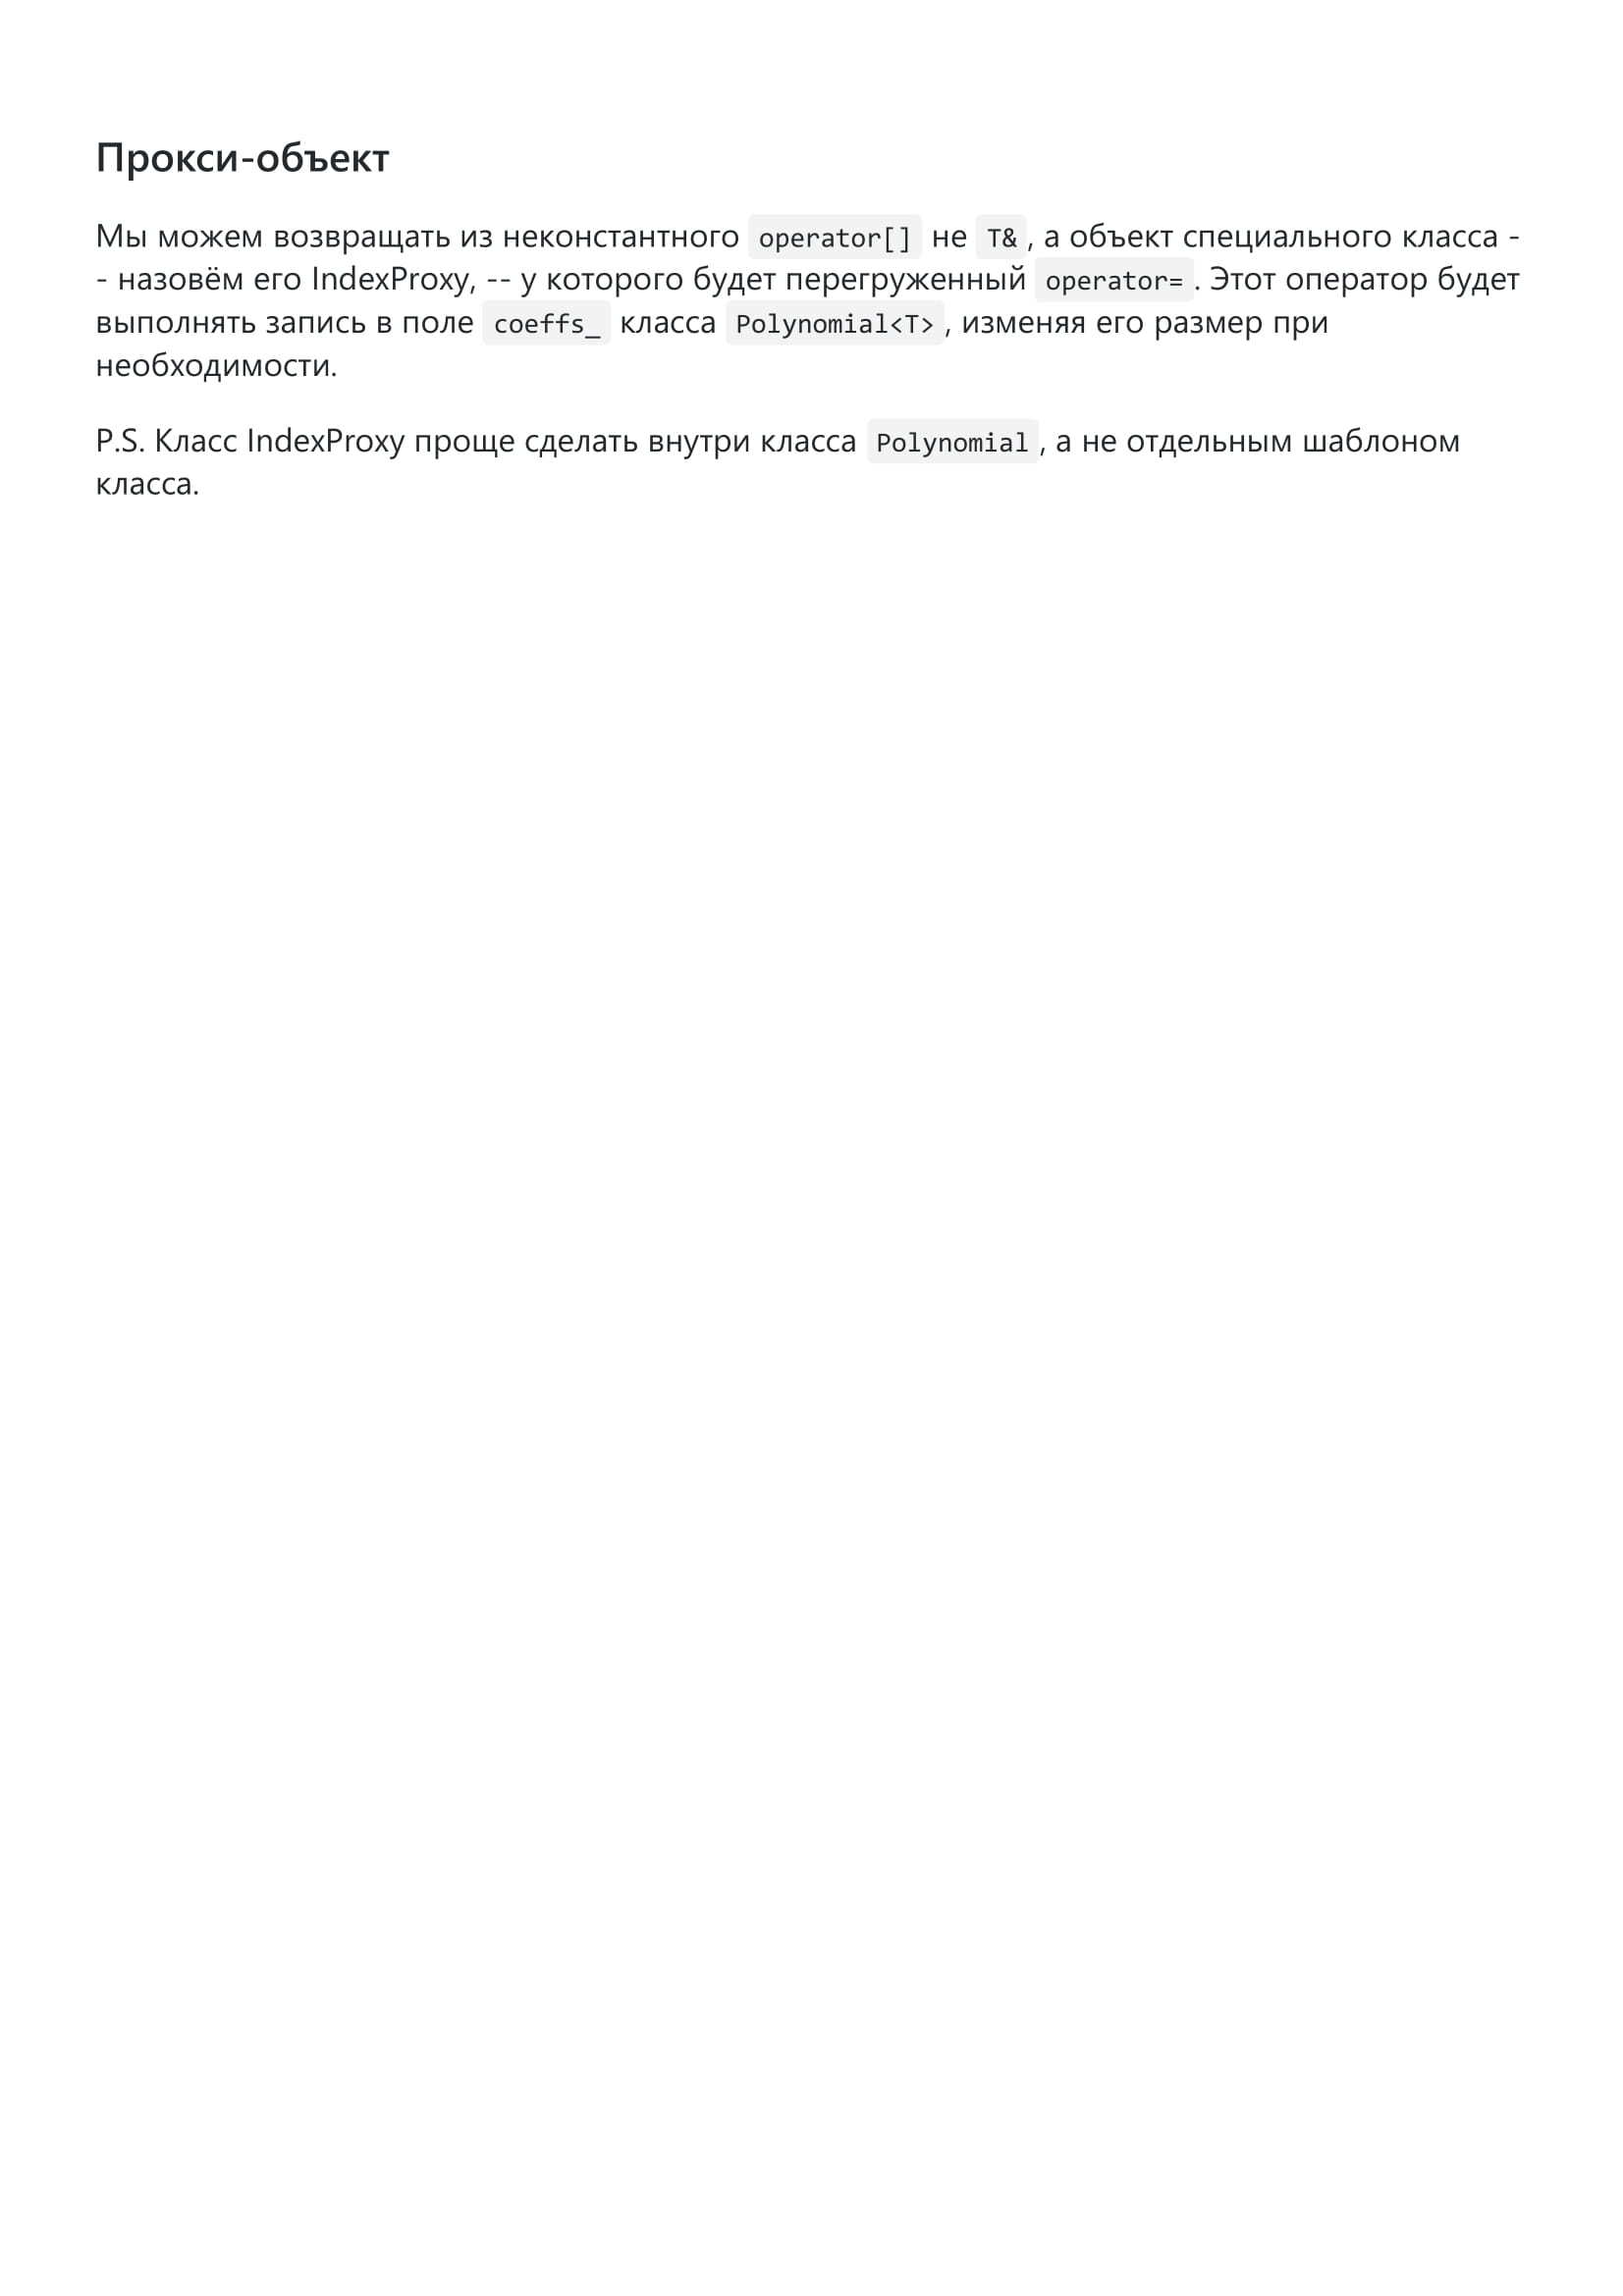 Прокси-объект
Мы можем возвращать из неконстантного operator[] не T&, а объект специального класса -
- назовём его IndexProxy, -- у которого будет перегруженный operator=. Этот оператор будет
выполнять запись в поле coeffs_ класса Polynomial<T>, изменяя его размер при
необходимости.
P.S. Класс IndexProxy проще сделать внутри класса Polynomial, а не отдельным шаблоном
класса.